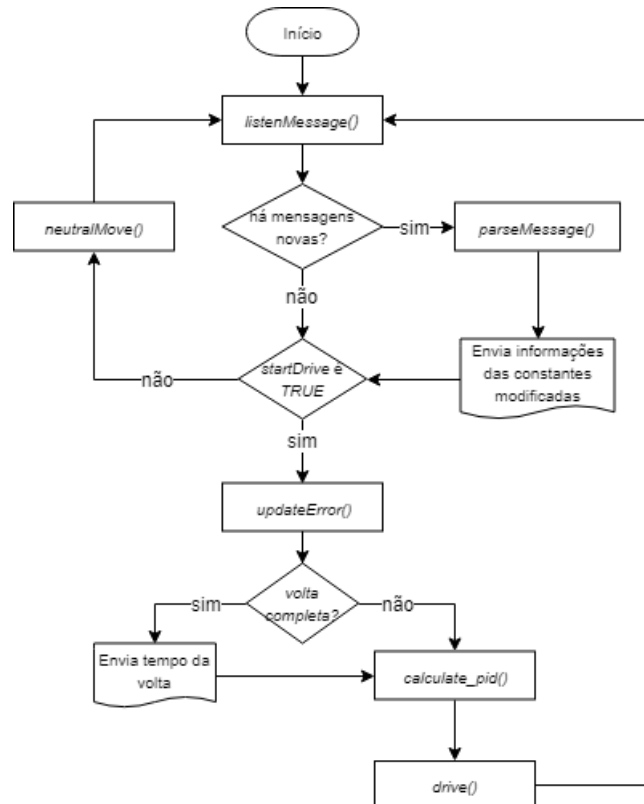 Início
listenMessage()
neutralMove()
há mensagens
novas?
sim
parseMessage()
não
Envia informações
das constantes
modificadas
startDrive é
TRUE
não
sim
updateError()
volta
completa?
sim
não
Envia tempo da
volta
calculate_pid()
drive()